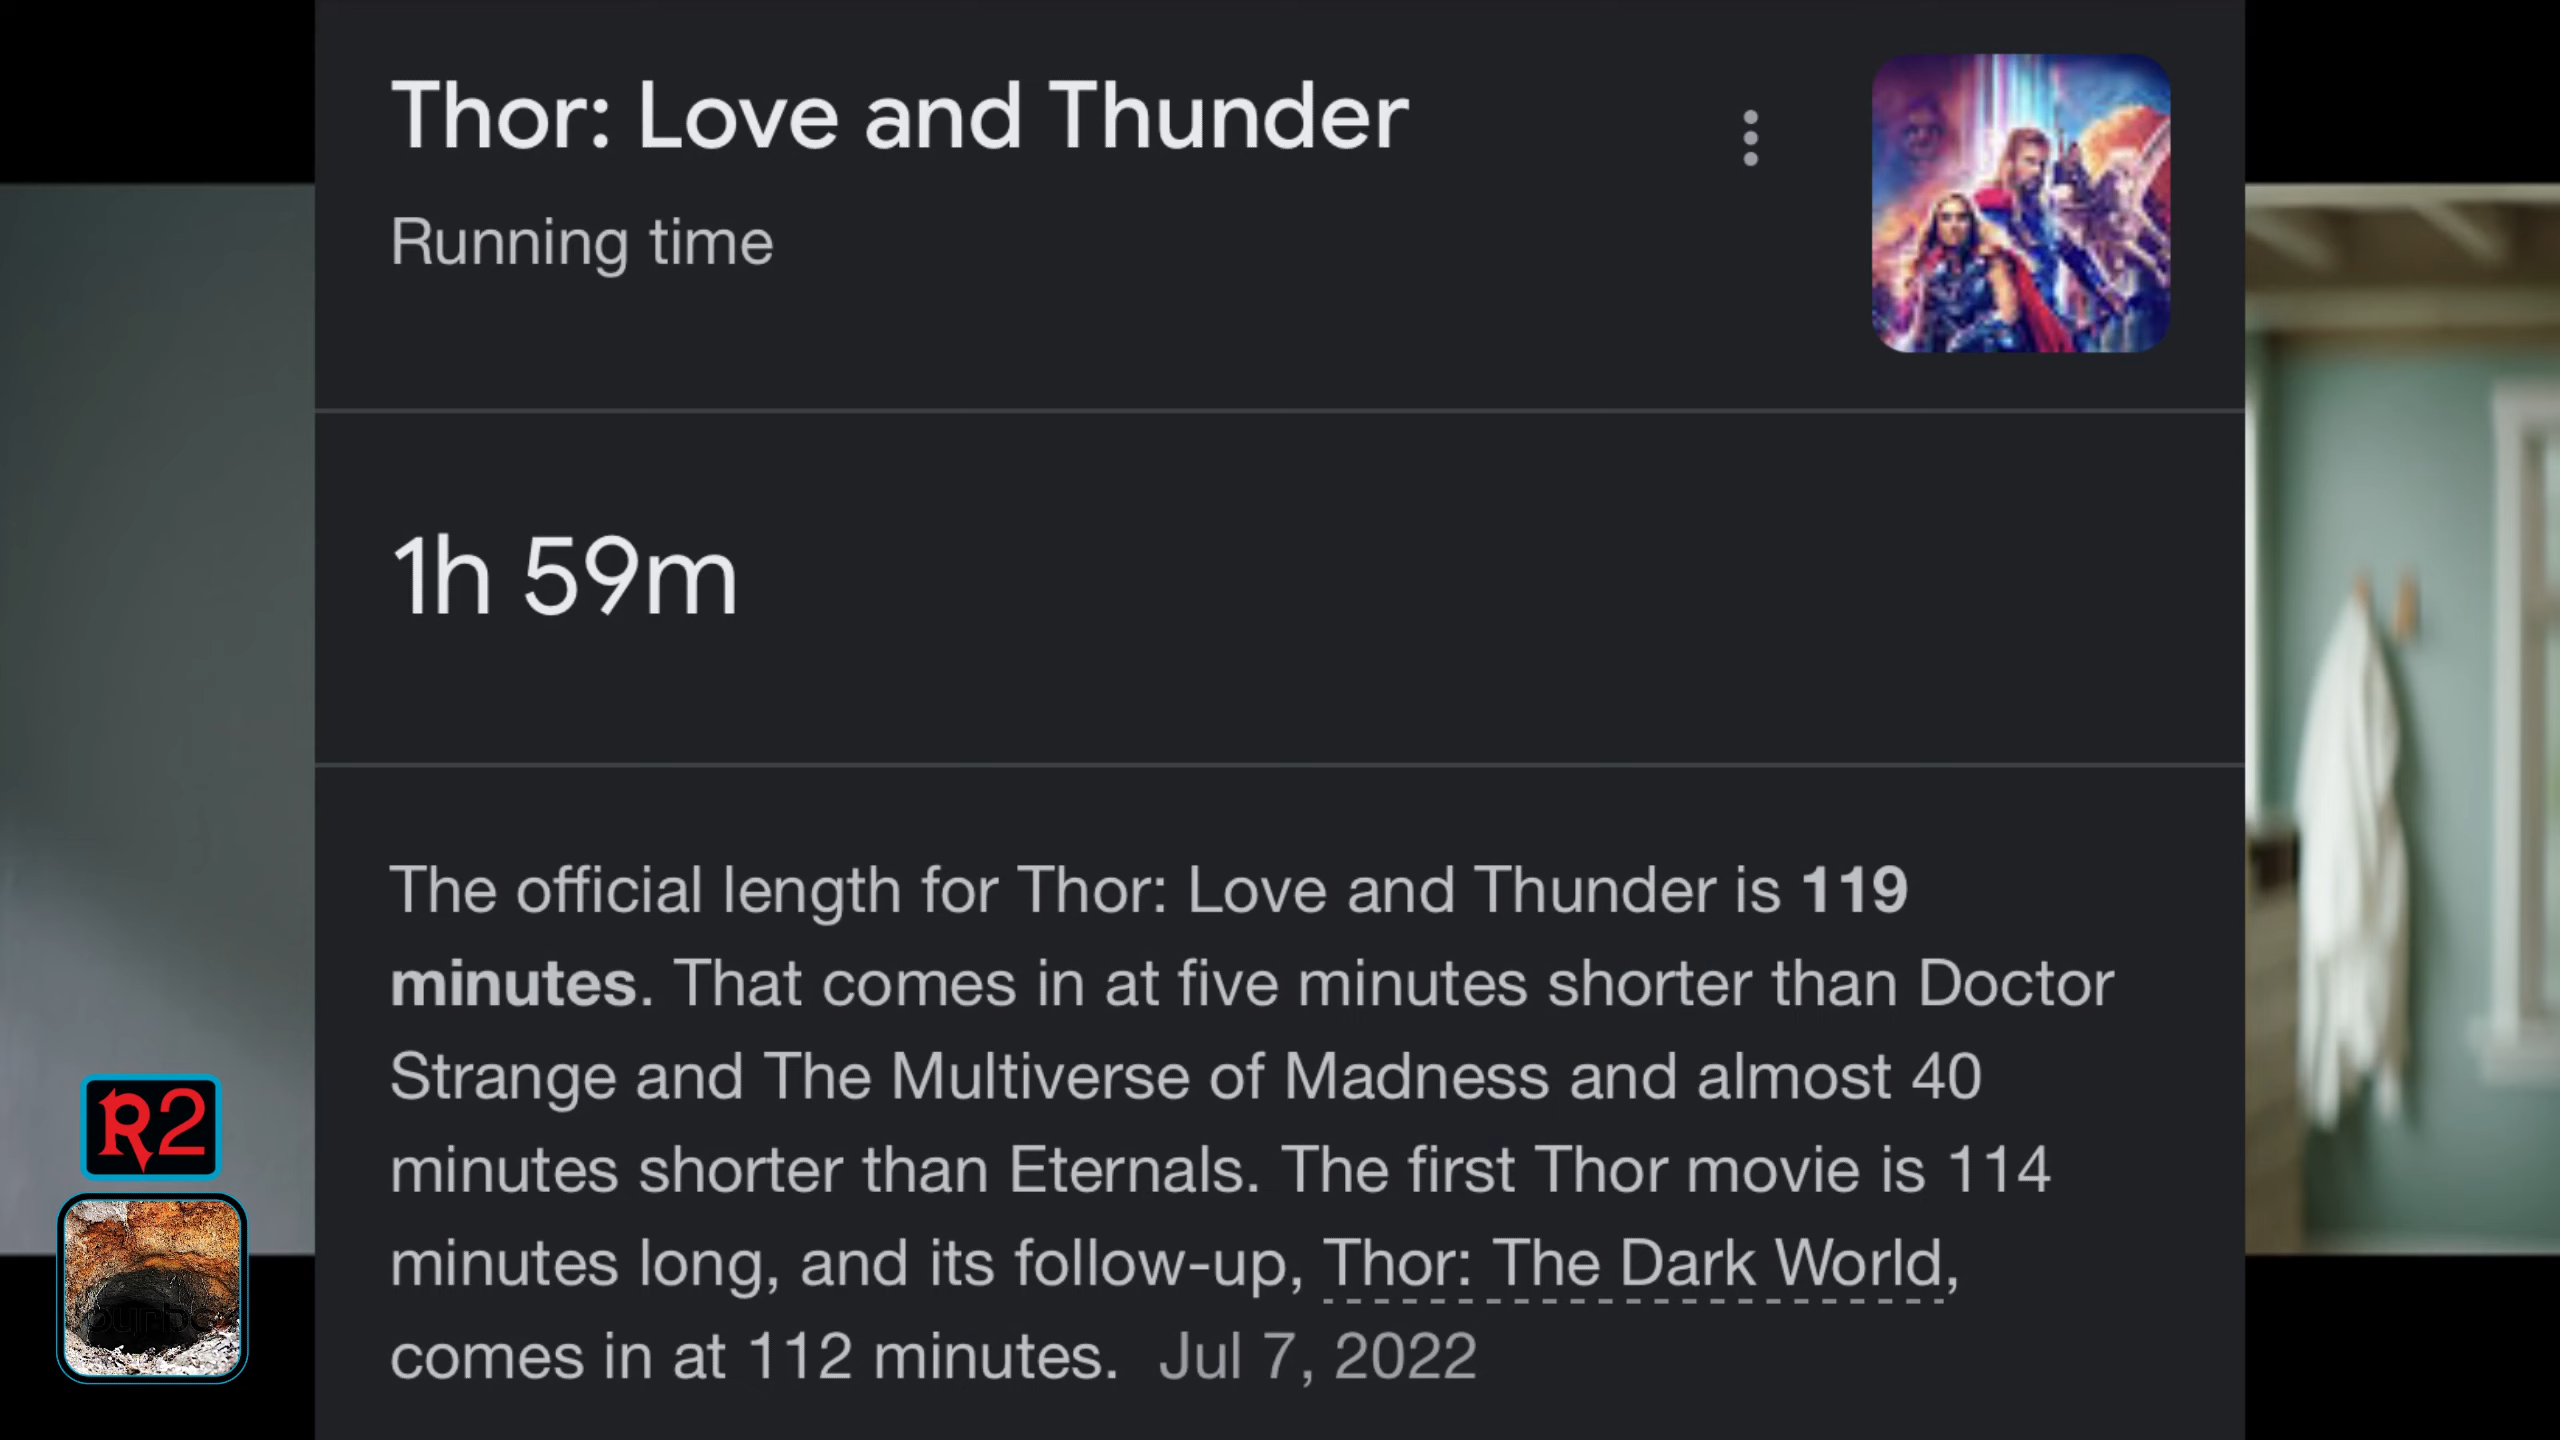 Thor: Love and Thunder
Running time
1h 59m
The official length for Thor: Love and Thunder is 119
minutes. That comes in at five minutes shorter than Doctor
Strange and The Multiverse of Madness and almost 40
minutes shorter than Eternals. The first Thor movie is 114
minutes long, and its follow-up, Thor: The Dark World,
comes in at 112 minutes. Jul 7, 2022
R2